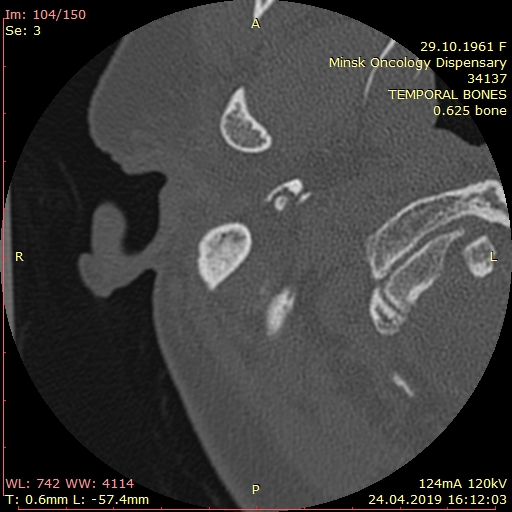 Im: 104/150
Se: 3
A
29.10.1961 F
Minsk Oncology Dispensary
34137
TEMPORAL BONES
0.625 bone
R
L
WL: 742 WW: 4114
T: 0.6mm L: -57.4mm
P
124mA 120kV
24.04.2019 16:12:03